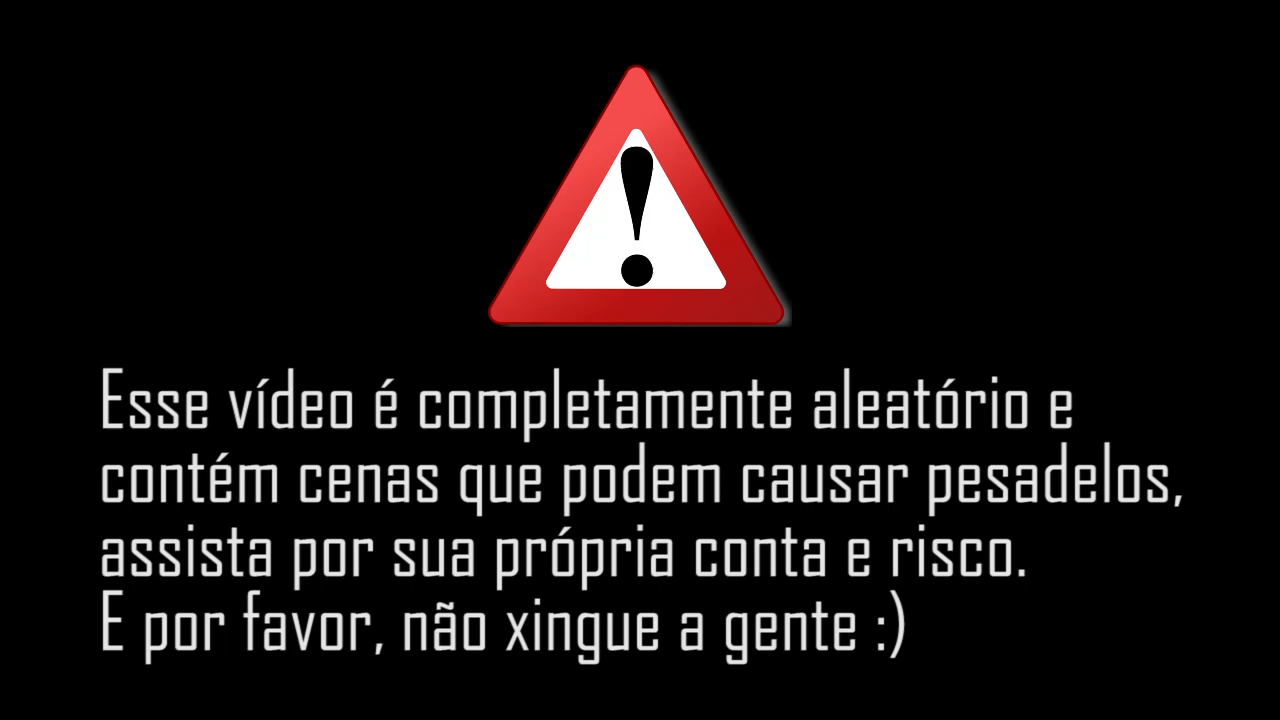 Esse vídeo é completamente aleatório e
contém cenas que podem causar pesadelos,
assista por sua própria conta e risco.
E por favor, não xingue a gente :)